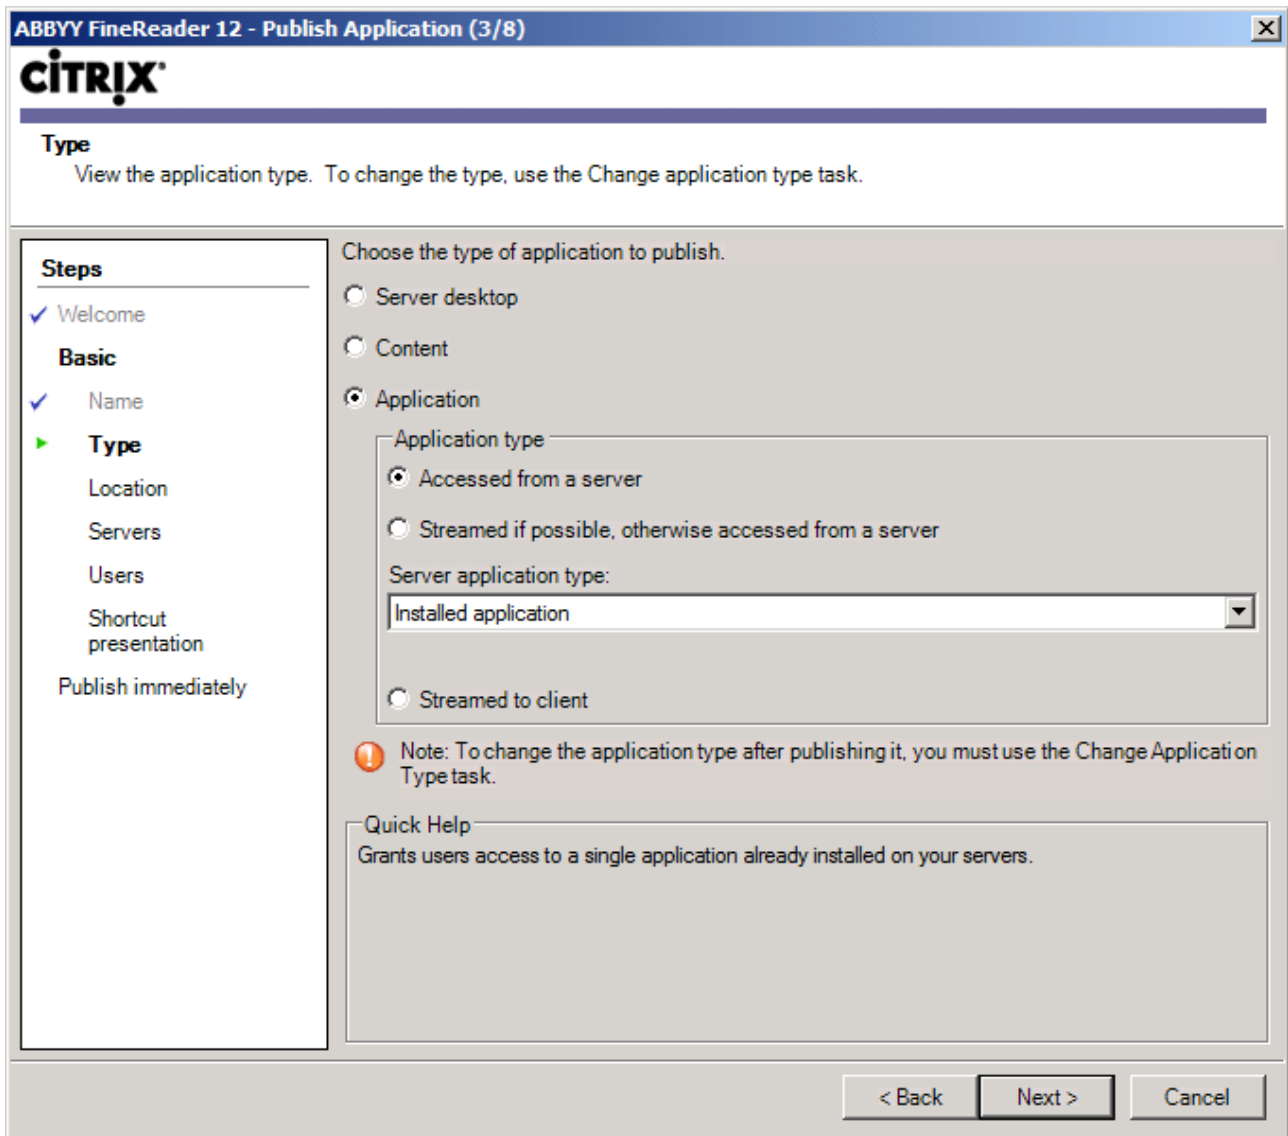 ABBYY FineReader 12 - Publish Application (3/8)
CITRIX
Type
View the application type. To change the type, use the Change application type task.
Steps
Welcome
Basic
Name
Type
Location
Servers
Users
Shortcut
presentation
Publish immediately
Choose the type of application to publish.
Server desktop
Content
Application
Application type
Accessed from a server
Streamed if possible, otherwise accessed from a server
Server application type:
Installed application
Streamed to client
Note: To change the application type after publishing it, you must use the Change Application
Type task.
Quick Help
Grants users access to a single application already installed on your servers.
< Back
Next >
Cancel